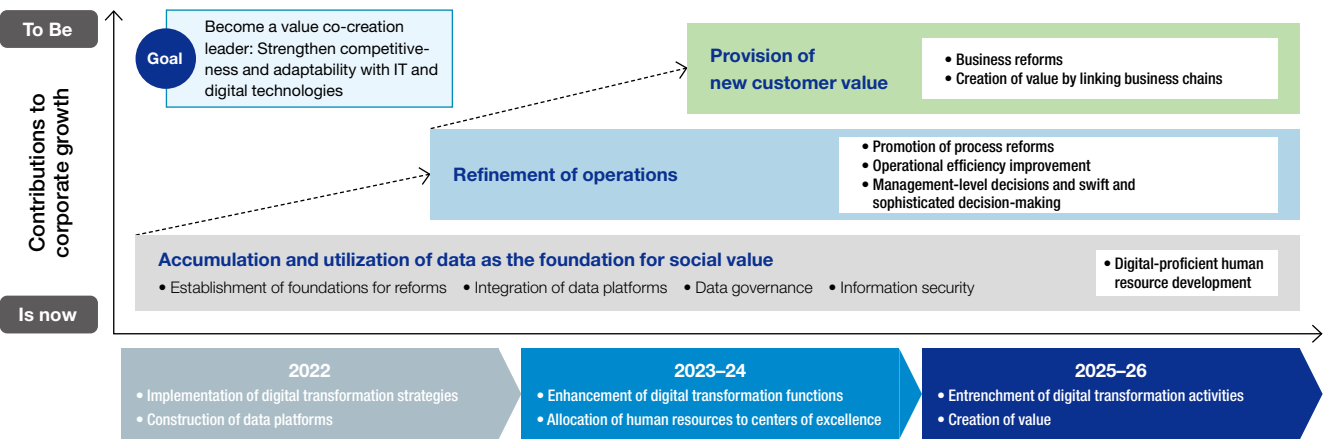 To Be
Contributions to
corporate growth
Is now
Goal
Become a value co-creation
leader: Strengthen competitive-
ness and adaptability with IT and
digital technologies
Provision of
new customer value
• Business reforms
• Creation of value by linking business chains
Refinement of operations
• Promotion of process reforms
• Operational efficiency improvement
• Management-level decisions and swift and
sophisticated decision-making
Accumulation and utilization of data as the foundation for social value
• Establishment of foundations for reforms • Integration of data platforms • Data governance • Information security
• Digital-proficient human
resource development
2022
• Implementation of digital transformation strategies
• Construction of data platforms
2023–24
• Enhancement of digital transformation functions
• Allocation of human resources to centers of excellence
2025–26
• Entrenchment of digital transformation activities
• Creation of value